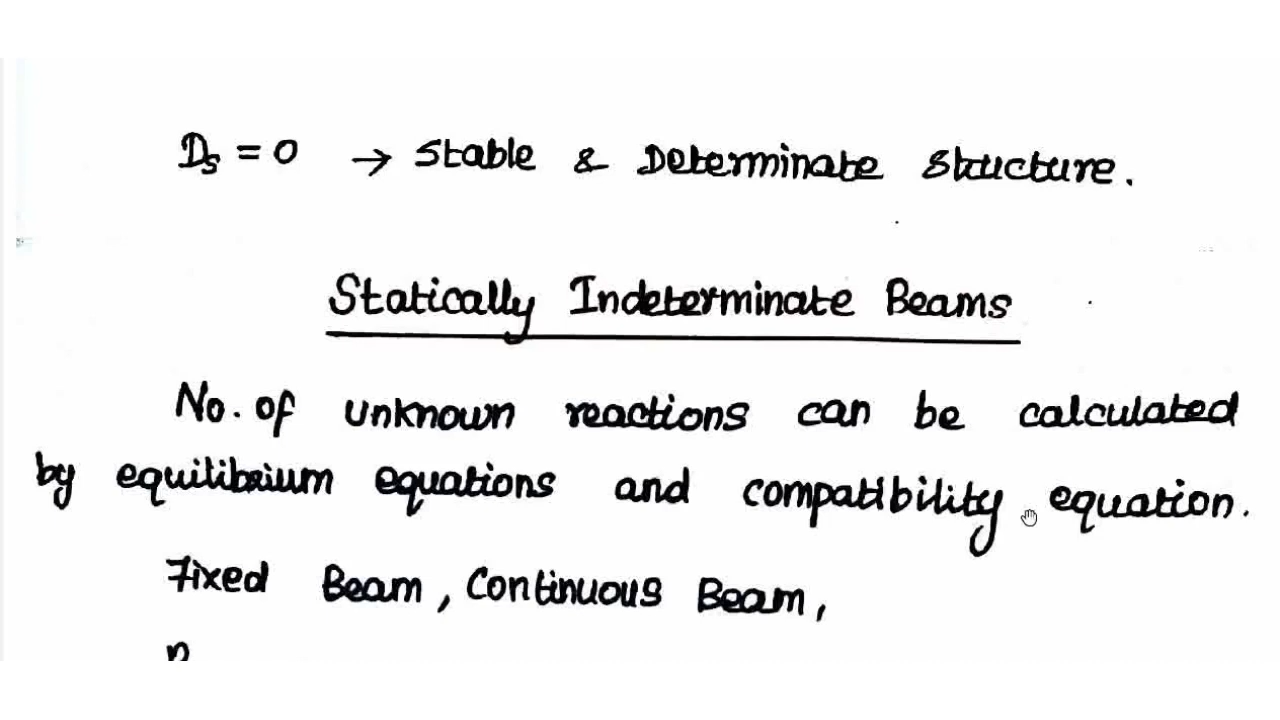 Ds = 0 → Stable & Determinate Structure.
Statically Indeterminate Beams
No. of unknown reactions can be calculated
by equilibrium equations and compatibility equation.
Fixed Beam, Continuous Beam,